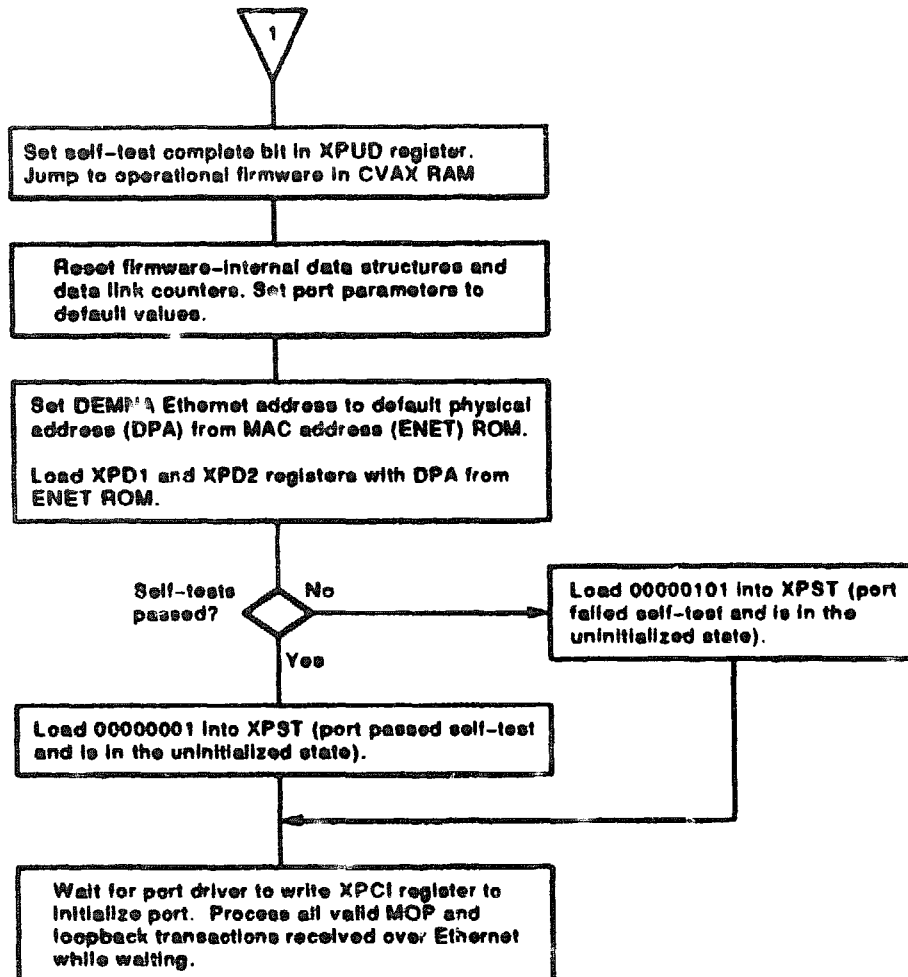 1
Set self-test complete bit in XPUD register.
Jump to operational firmware in CVAX RAM
Reset firmware-internal data structures and
data link counters. Set port parameters to
default values.
Set DEMNA Ethernet address to default physical
address (DPA) from MAC address (ENET) ROM.
Load XPD1 and XPD2 registers with DPA from
ENET ROM.
Self-tests
passed?
No
Load 00000101 into XPST (port
failed self-test and is in the
uninitialized state).
Yes
Load 00000001 into XPST (port passed self-test
and is in the uninitialized state).
Wait for port driver to write XPCI register to
initialize port. Process all valid MOP and
loopback transactions received over Ethernet
while waiting.